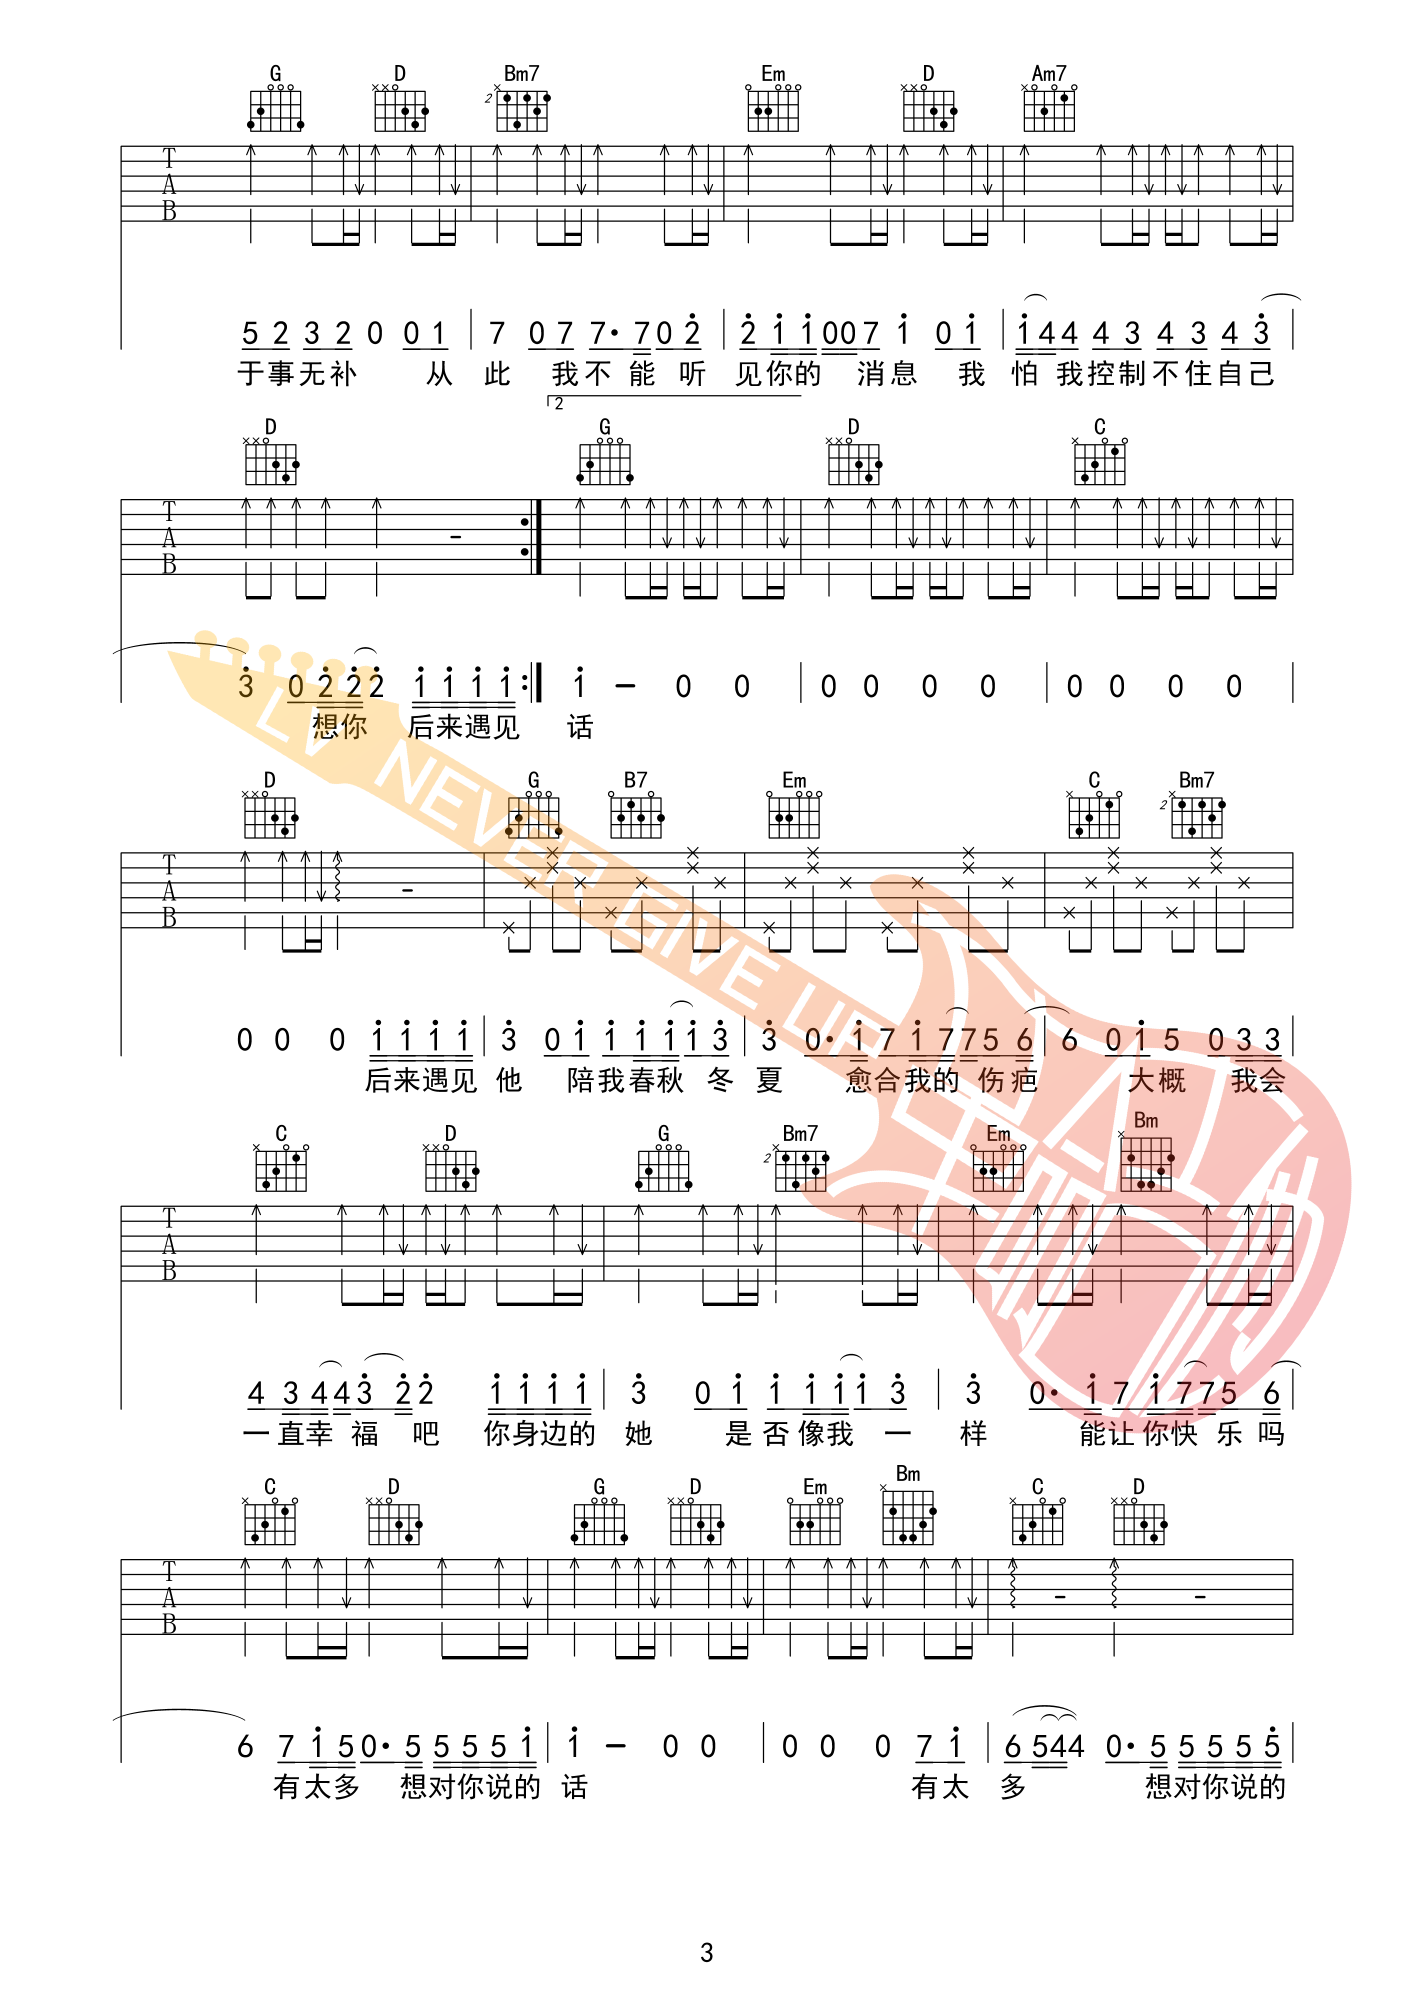 G D Bm7 Em D Am7
2
T
A
B
5 2 3 2 0 0 1 7 0 7 7· 7 0 2 2 1 1 0 0 7 1 0 1 1 4 4 4 3 4 3 4 3
于事无补 从 此 我不 能 听 见你的 消息 我 怕 我控制不住自己
2
D G D C
T
A
B
3 0 2 2 2 1 1 1 1 1 – 0 0 0 0 0 0 0 0 0 0
想你 后来遇见 话
D G B7 Em C Bm7
2
T
A
B
0 0 0 1 1 1 1 3 0 1 1 1 1 1 3 3 0· 1 7 1 7 7 5 6 6 0 1 5 0 3 3
后来遇见 他 陪我春秋 冬 夏 愈合我的 伤疤 大概 我会
C D G Bm7 Em Bm
2
T
A
B
4 3 4 4 3 2 2 1 1 1 1 3 0 1 1 1 1 1 3 3 0· 1 7 1 7 7 5 6
一直幸 福 吧 你身边的 她 是否像我 一 样 能让你快 乐吗
C D G D Em Bm C D
T
A
B
6 7 1 5 0· 5 5 5 5 1 1 – 0 0 0 0 0 7 1 6 5 4 4 0· 5 5 5 5 5
有太多 想对你说的 话 有太 多 想对你说的
LV NEVER GIVE UP
3